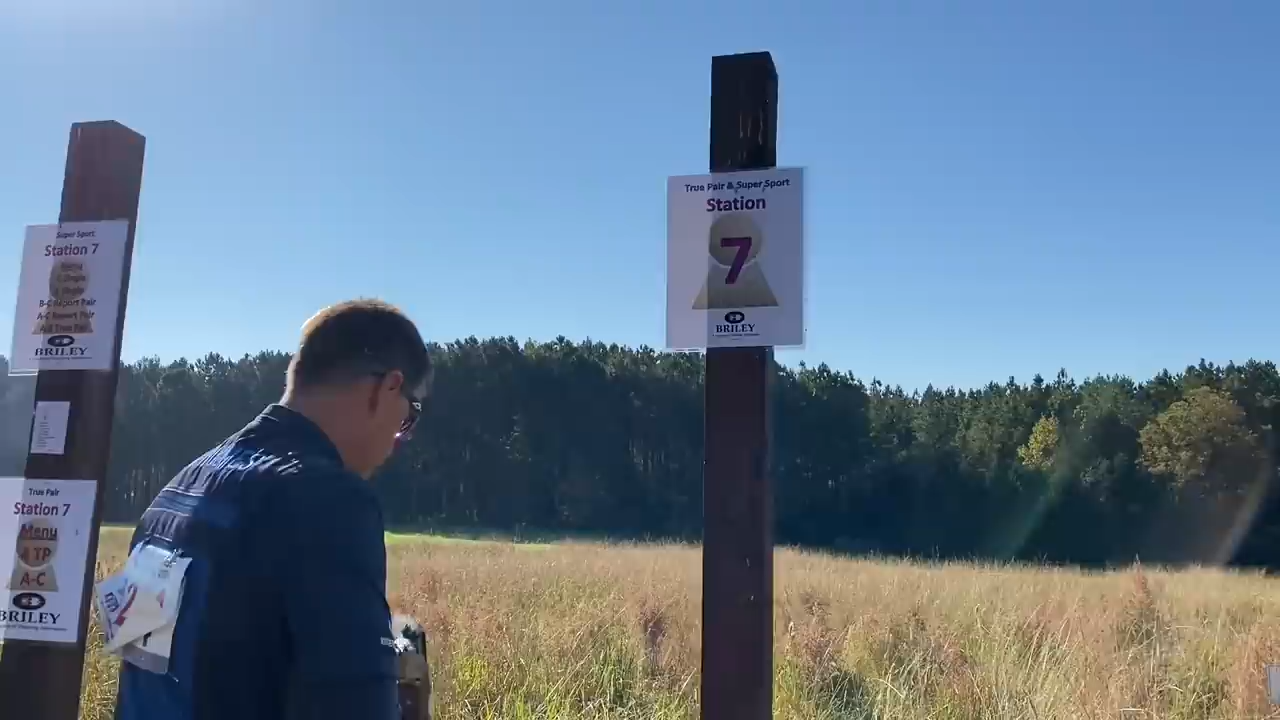 Super Sport
Station 7
Menu
B-C Report Pair
A-C Report Pair
A-B True Pair
BRILEY
True Pair
Station 7
Menu
4 TP
A-C
BRILEY
True Pair & Super Sport
Station
7
BRILEY